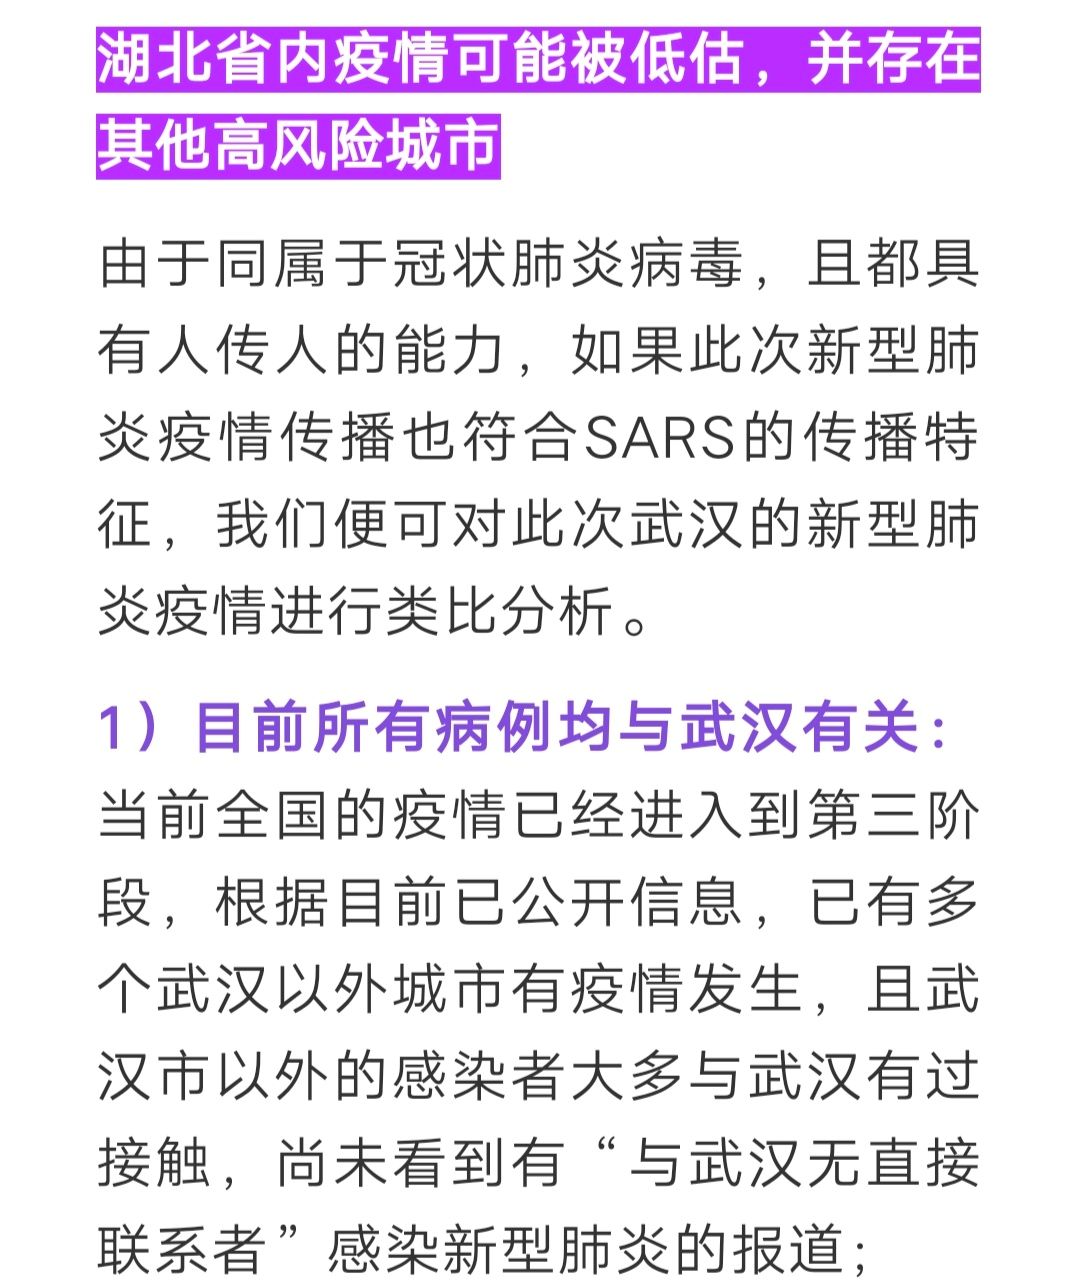 湖北省内疫情可能被低估，并存在
其他高风险城市
由于同属于冠状肺炎病毒，且都具
有人传人的能力，如果此次新型肺
炎疫情传播也符合SARS的传播特
征，我们便可对此次武汉的新型肺
炎疫情进行类比分析。
1）目前所有病例均与武汉有关：
当前全国的疫情已经进入到第三阶
段，根据目前已公开信息，已有多
个武汉以外城市有疫情发生，且武
汉市以外的感染者大多与武汉有过
接触，尚未看到有“与武汉无直接
联系者”感染新型肺炎的报道；